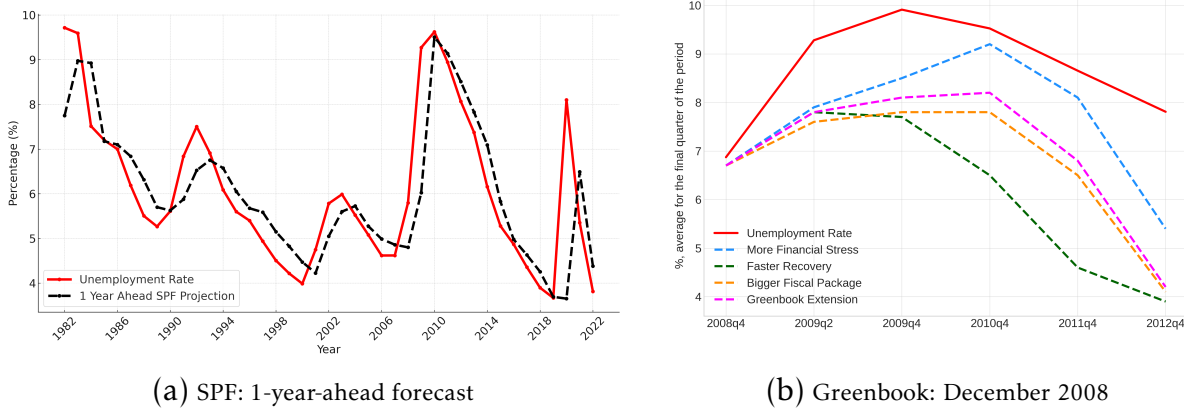 10
9
8
7
6
5
4
Percentage (%)
Unemployment Rate
1 Year Ahead SPF Projection
1982
1986
1990
1994
1998
2002
2006
2010
2014
2018
2022
Year
(a) SPF: 1-year-ahead forecast
10
9
8
7
6
5
4
%, average for the final quarter of the period
Unemployment Rate
More Financial Stress
Faster Recovery
Bigger Fiscal Package
Greenbook Extension
2008q4
2009q2
2009q4
2010q4
2011q4
2012q4
(b) Greenbook: December 2008